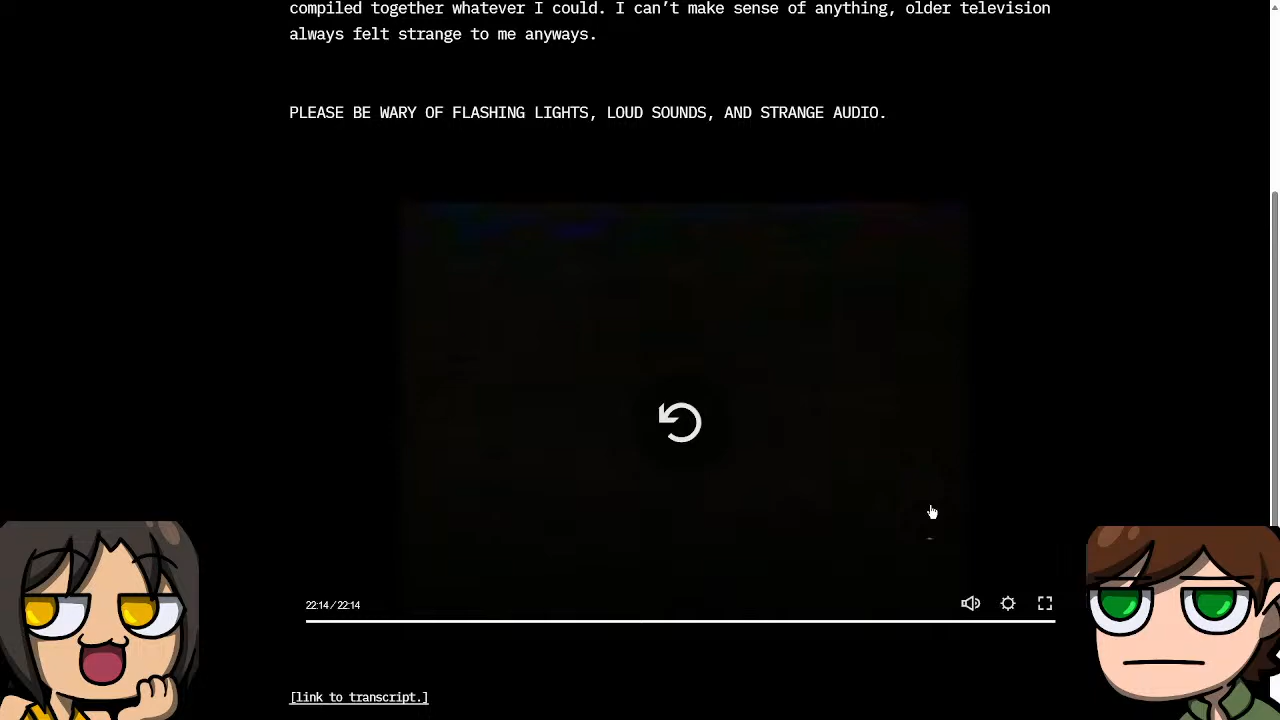 compiled together whatever I could. I can’t make sense of anything, older television
always felt strange to me anyways.
PLEASE BE WARY OF FLASHING LIGHTS, LOUD SOUNDS, AND STRANGE AUDIO.
22:14/22:14
[link to transcript.]